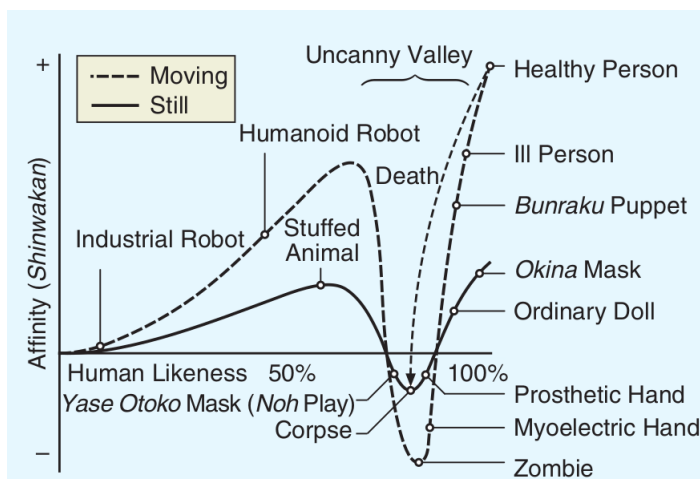 +
Moving
Still
Uncanny Valley
Healthy Person
Humanoid Robot
Death
Ill Person
Bunraku Puppet
Industrial Robot
Stuffed
Animal
Okina Mask
Ordinary Doll
Affinity (Shinwakan)
Human Likeness 50% 100%
Yase Otoko Mask (Noh Play)
Prosthetic Hand
Corpse
Myoelectric Hand
–
Zombie